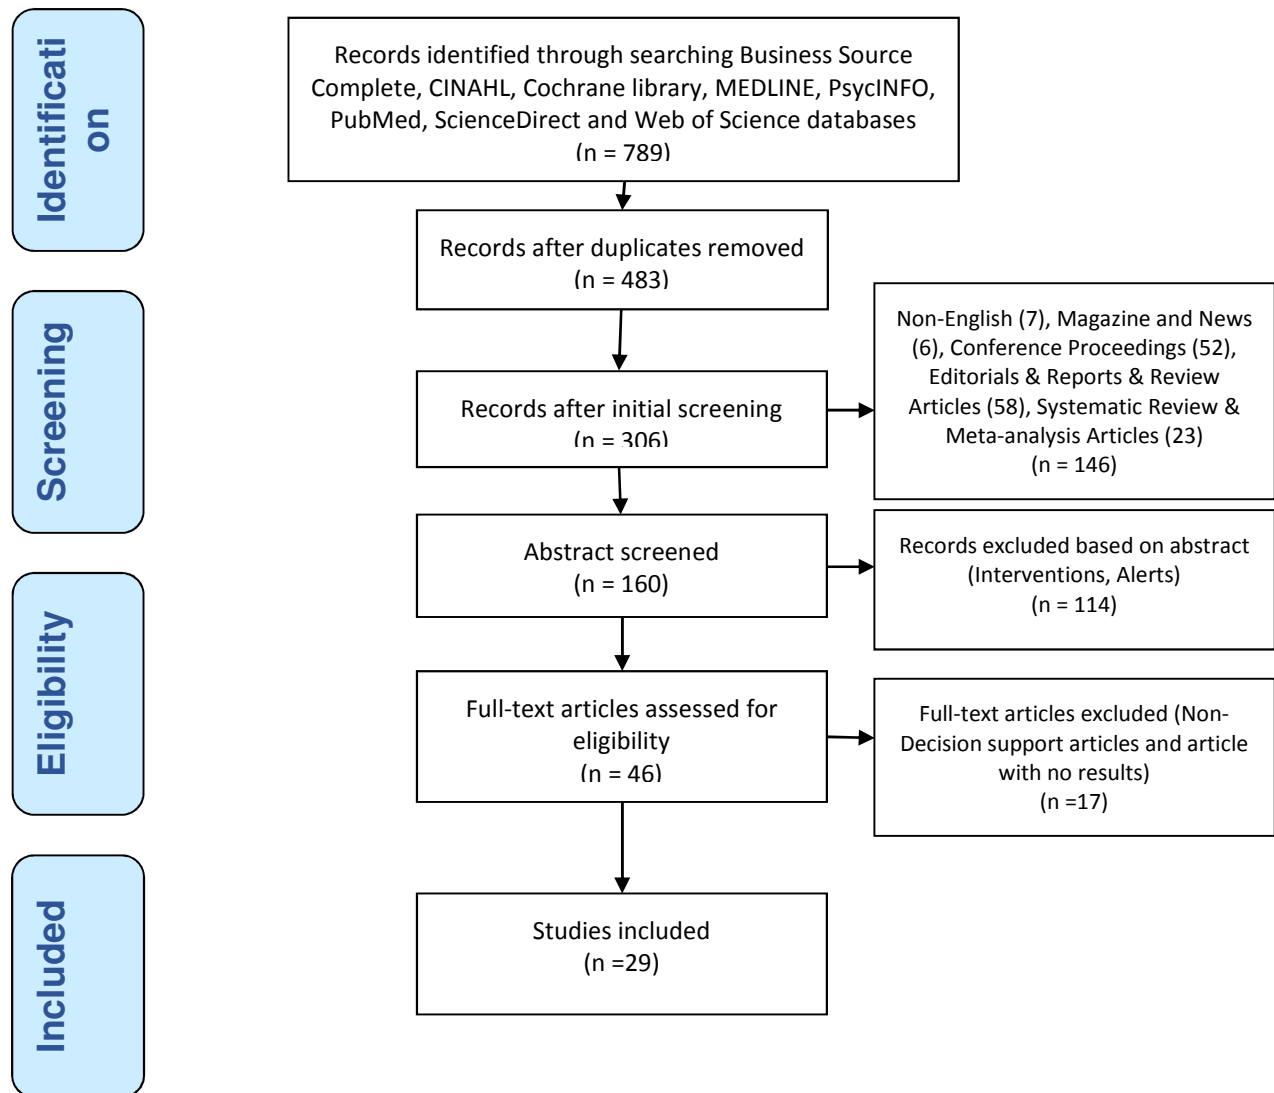 Identificati
on
Records identified through searching Business Source
Complete, CINAHL, Cochrane library, MEDLINE, PsycINFO,
PubMed, ScienceDirect and Web of Science databases
(n = 789)
Records after duplicates removed
(n = 483)
Screening
Records after initial screening
(n = 306)
Non-English (7), Magazine and News
(6), Conference Proceedings (52),
Editorials & Reports & Review
Articles (58), Systematic Review &
Meta-analysis Articles (23)
(n = 146)
Abstract screened
(n = 160)
Records excluded based on abstract
(Interventions, Alerts)
(n = 114)
Eligibility
Full-text articles assessed for
eligibility
(n = 46)
Full-text articles excluded (Non-
Decision support articles and article
with no results)
(n =17)
Included
Studies included
(n =29)